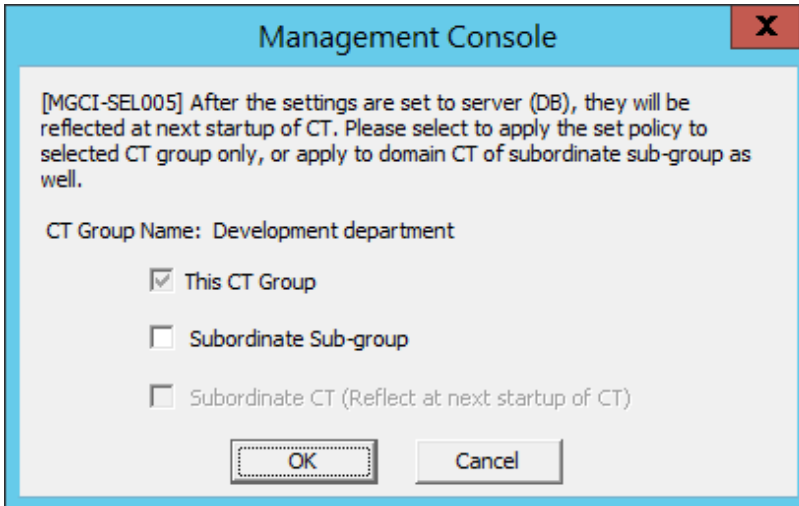 Management Console
[MGCI-SEL005] After the settings are set to server (DB), they will be
reflected at next startup of CT. Please select to apply the set policy to
selected CT group only, or apply to domain CT of subordinate sub-group as
well.
CT Group Name: Development department
This CT Group
Subordinate Sub-group
Subordinate CT (Reflect at next startup of CT)
OK Cancel